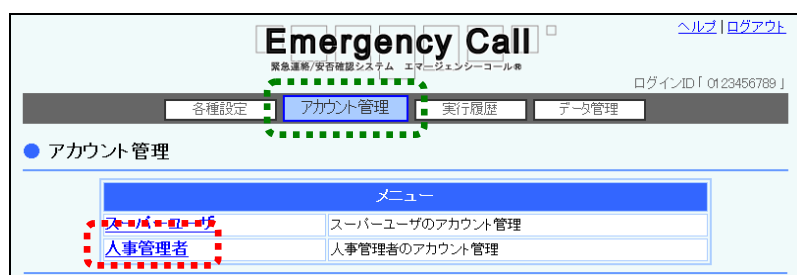 ヘルプ | ログアウト
Emergency Call
緊急連絡/安否確認システム エマージェンシーコール®
ログインID「 0123456789 」
各種設定 アカウント管理 実行履歴 データ管理
アカウント管理
メニュー
スーパーユーザ スーパーユーザのアカウント管理
人事管理者 人事管理者のアカウント管理